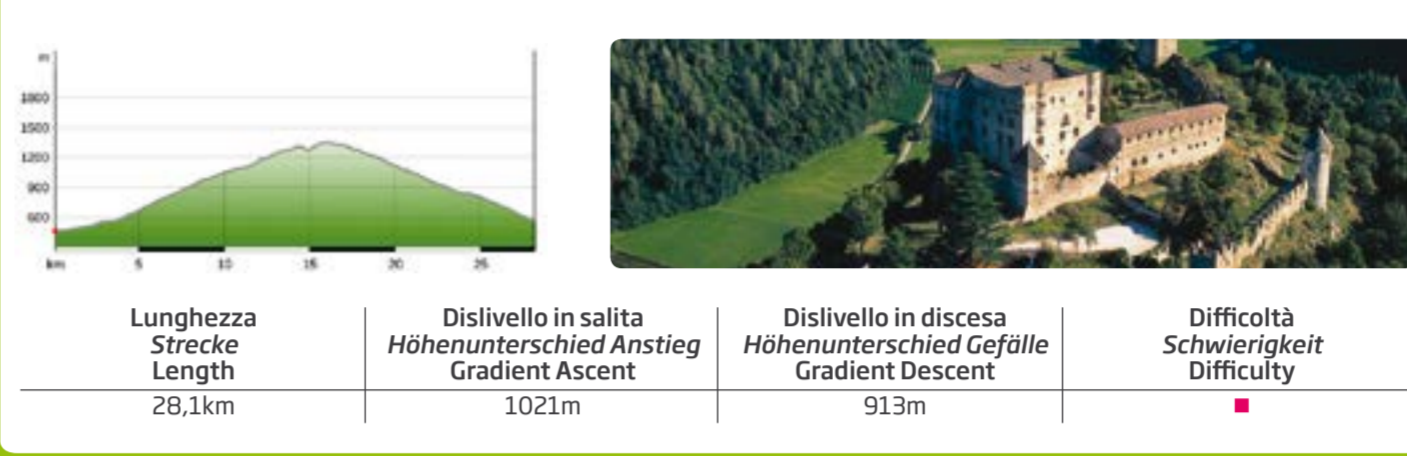 m
1800
1500
1200
900
600
km 5 10 15 20 25
Lunghezza
Strecke
Length
Dislivello in salita
Höhenunterschied Anstieg
Gradient Ascent
Dislivello in discesa
Höhenunterschied Gefälle
Gradient Descent
Difficoltà
Schwierigkeit
Difficulty
28,1km
1021m
913m